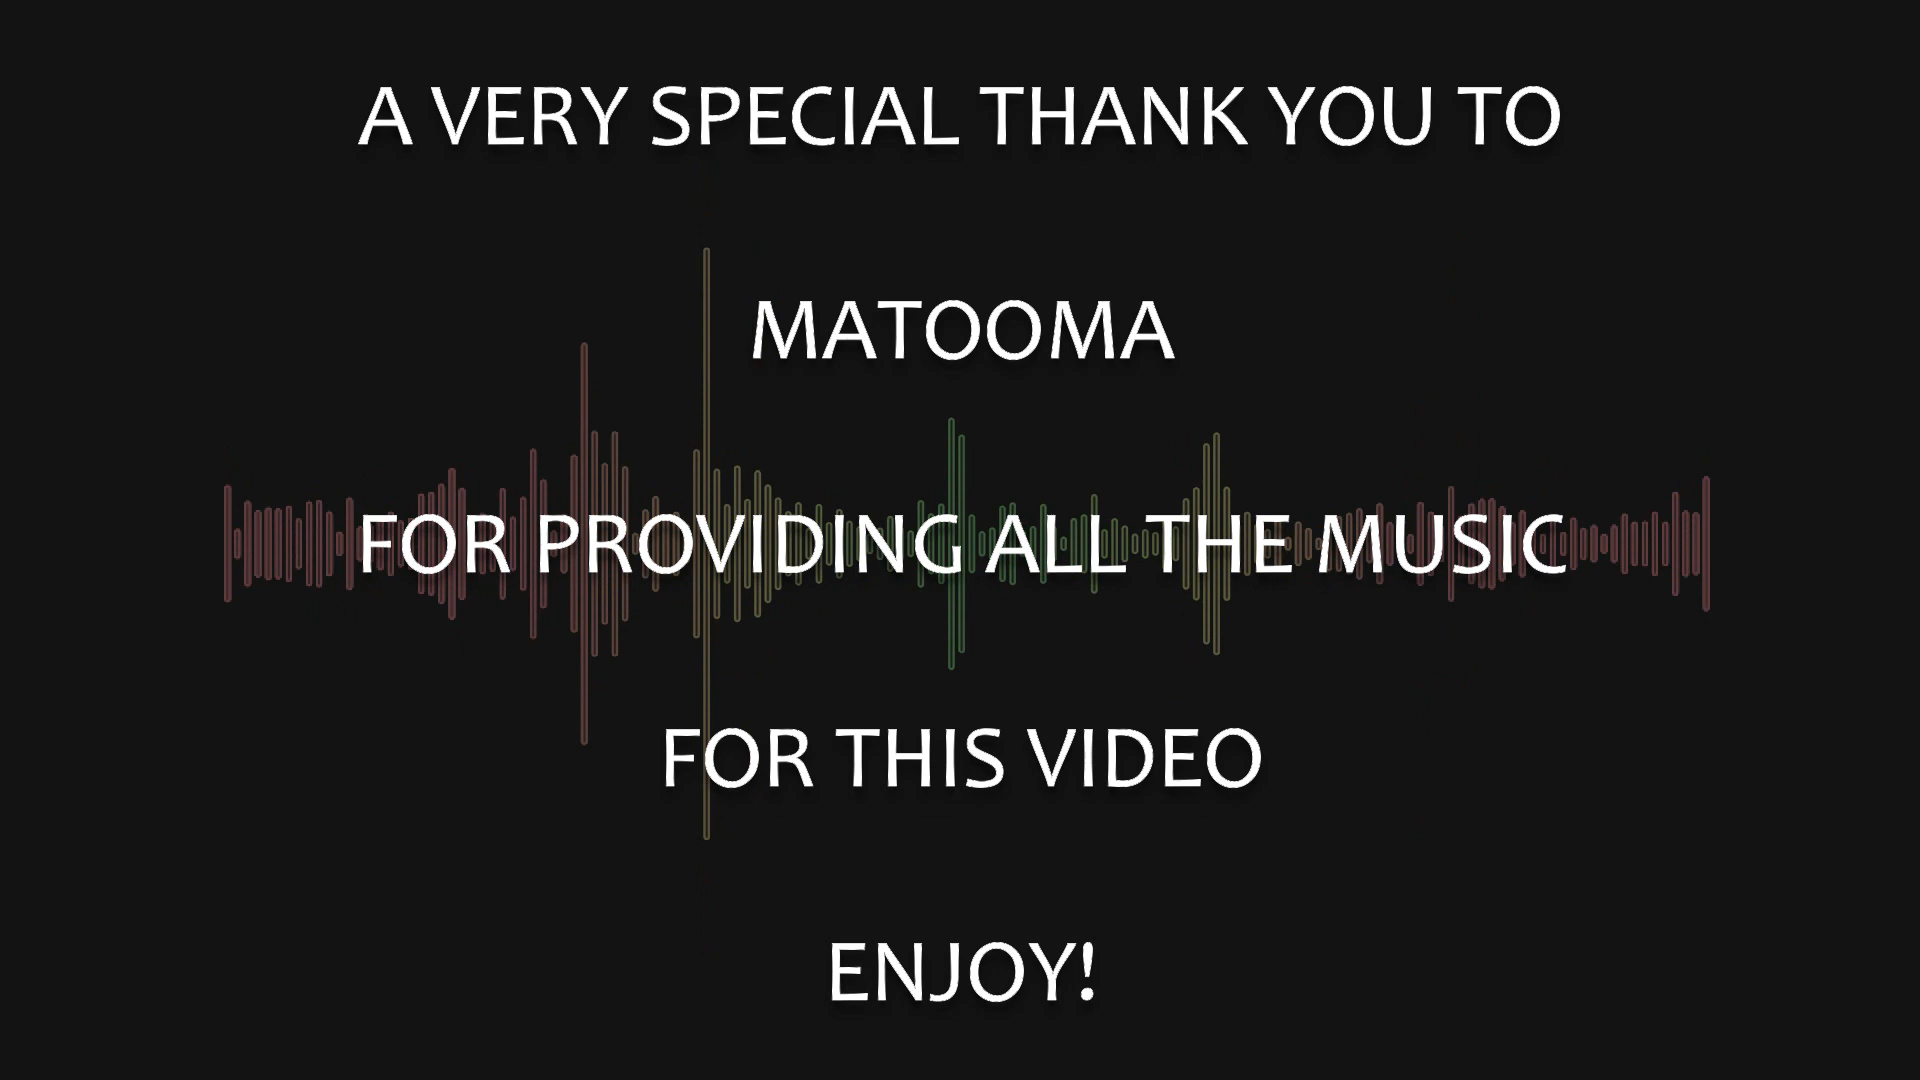 A VERY SPECIAL THANK YOU TO
MATOOMA
FOR PROVIDING ALL THE MUSIC
FOR THIS VIDEO
ENJOY!